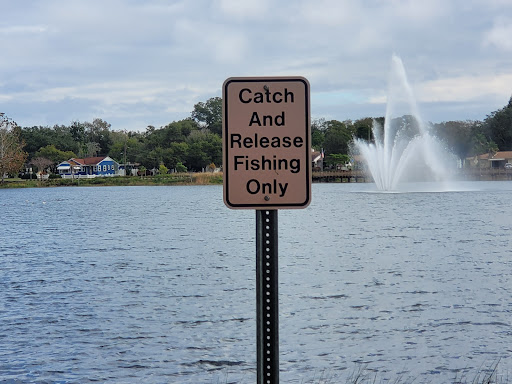 Catch
And
Release
Fishing
Only